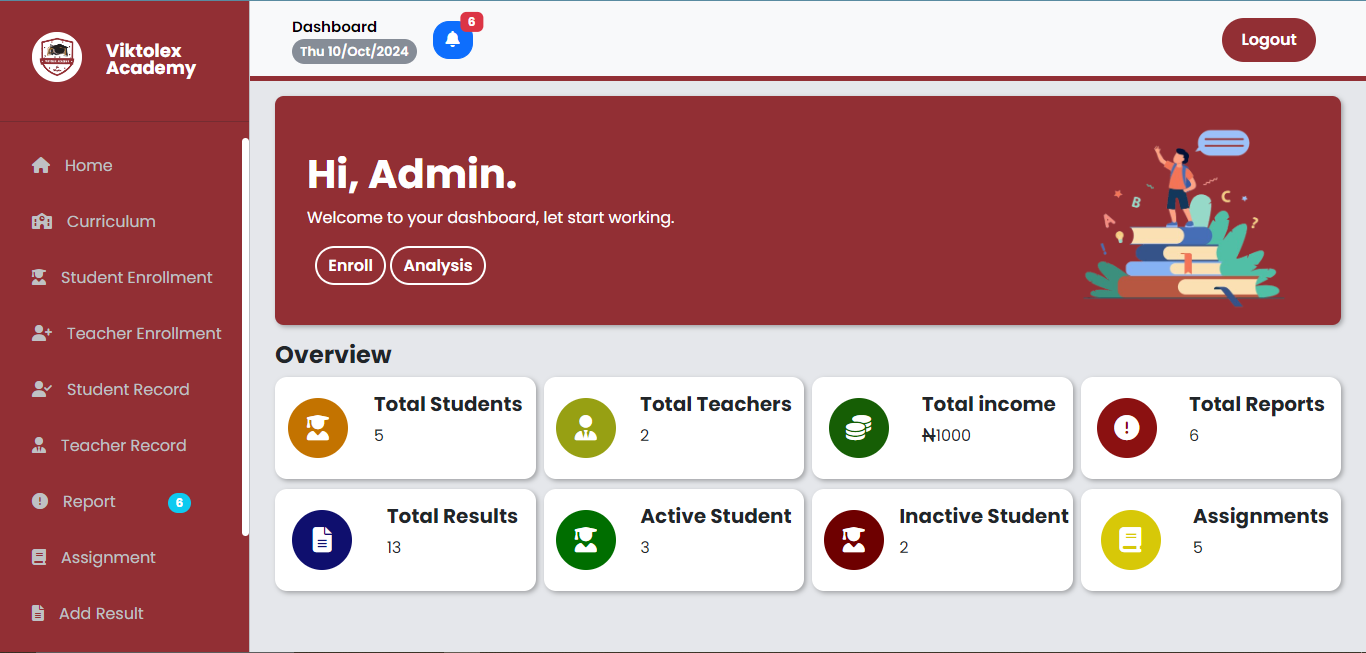 Viktolex
Academy
Dashboard
Thu 10/Oct/2024
6
Logout
Home
Curriculum
Student Enrollment
Teacher Enrollment
Student Record
Teacher Record
Report 6
Assignment
Add Result
Hi, Admin.
Welcome to your dashboard, let start working.
Enroll Analysis
A B C ?
Overview
Total Students
5
Total Teachers
2
Total income
₦1000
Total Reports
6
Total Results
13
Active Student
3
Inactive Student
2
Assignments
5